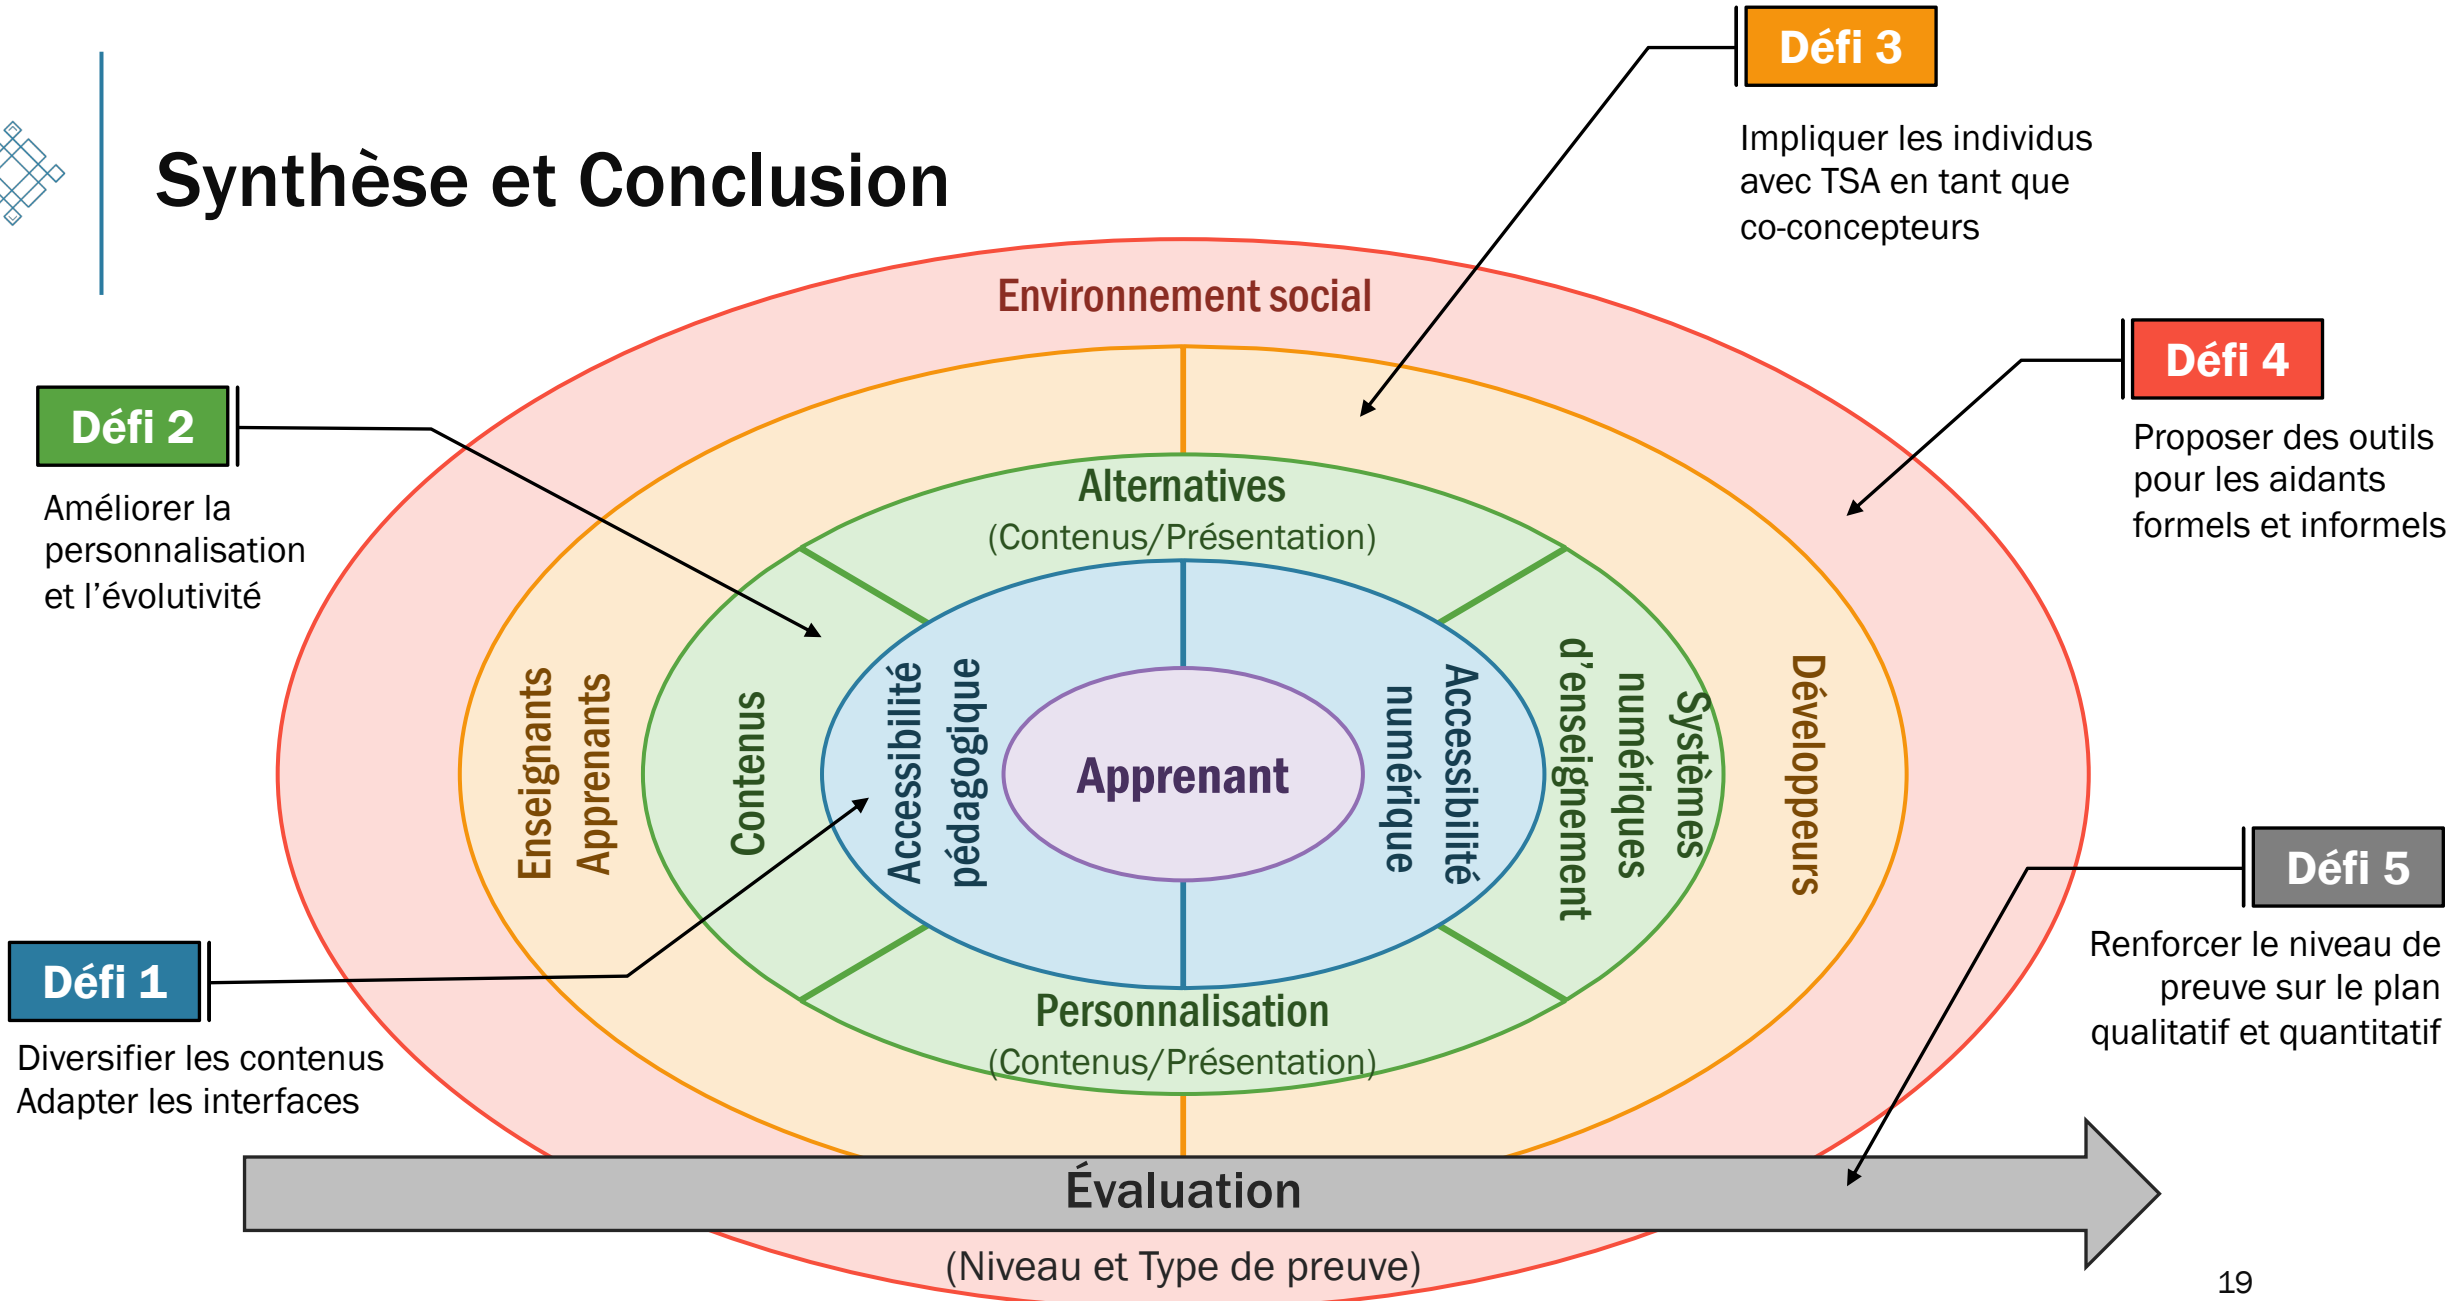 Synthèse et Conclusion
Défi 3
Impliquer les individus
avec TSA en tant que
co-concepteurs
Défi 4
Proposer des outils
pour les aidants
formels et informels
Défi 2
Améliorer la
personnalisation
et l’évolutivité
Défi 1
Diversifier les contenus
Adapter les interfaces
Défi 5
Renforcer le niveau de
preuve sur le plan
qualitatif et quantitatif
Environnement social
Alternatives
(Contenus/Présentation)
Enseignants
Apprenants
Contenus
Accessibilité
pédagogique
Apprenant
Accessibilité
numérique
Systèmes
numériques
d’enseignement
Développeurs
Personnalisation
(Contenus/Présentation)
Évaluation
(Niveau et Type de preuve)
19